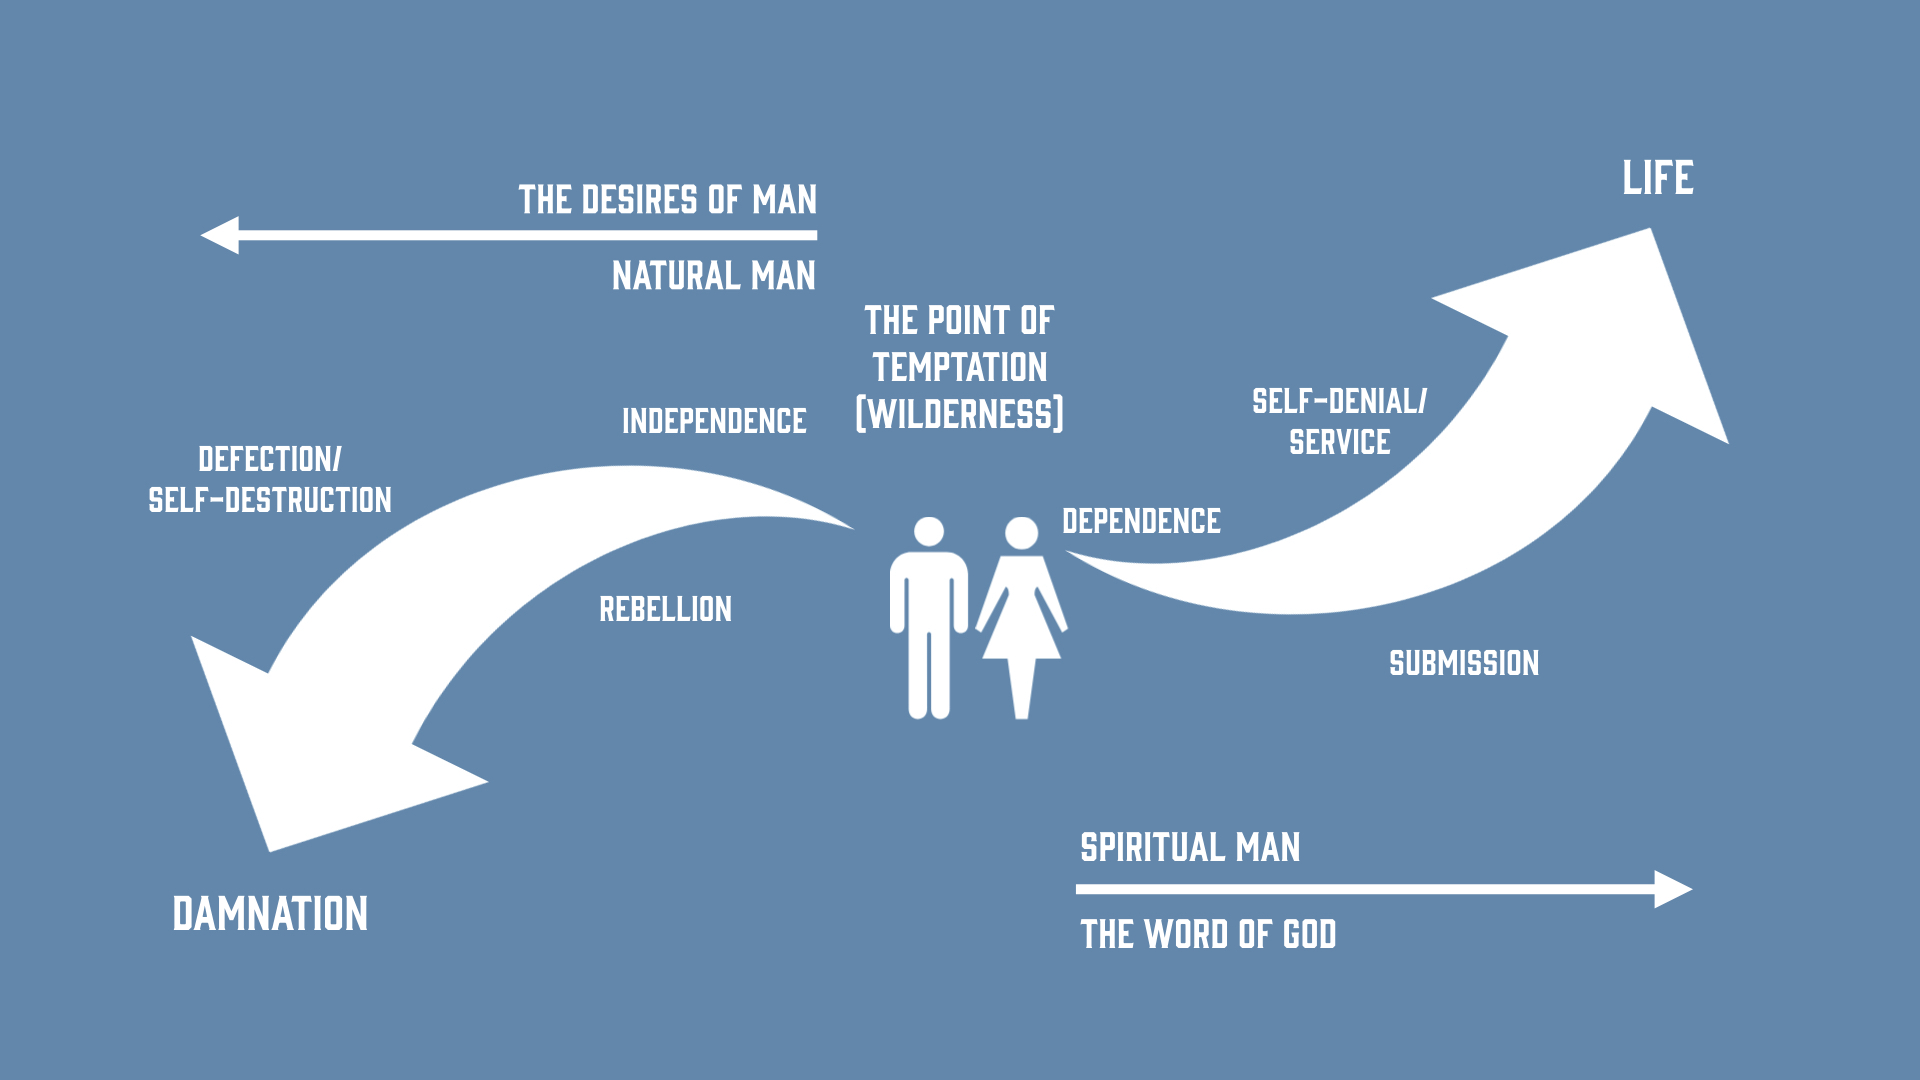 THE DESIRES OF MAN
NATURAL MAN
THE POINT OF
TEMPTATION
(WILDERNESS)
INDEPENDENCE
DEFECTION/
SELF-DESTRUCTION
REBELLION
DAMNATION
LIFE
SELF-DENIAL/
SERVICE
DEPENDENCE
SUBMISSION
SPIRITUAL MAN
THE WORD OF GOD